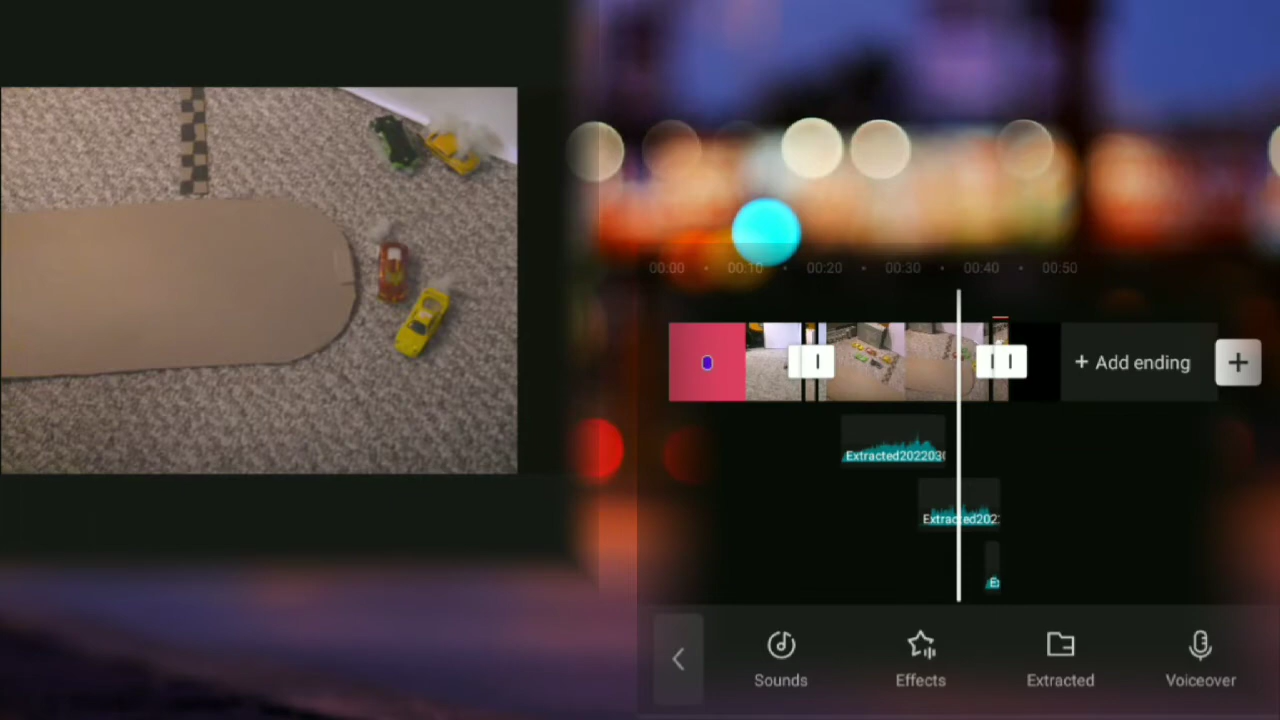 00:00 00:10 00:20 00:30 00:40 00:50
+ Add ending
Extracted2022030
Extracted202
Ex
Sounds Effects Extracted Voiceover